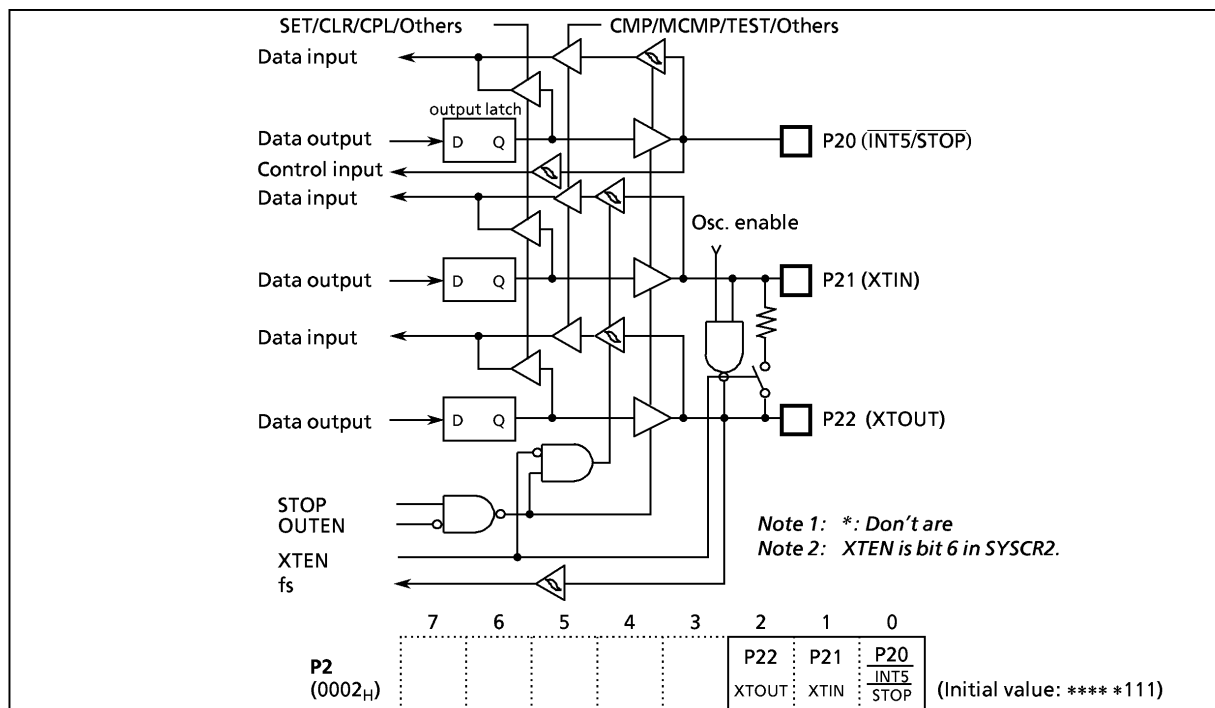 SET/CLR/CPL/Others CMP/MCMP/TEST/Others
Data input
output latch
Data output D Q P20 (INT5/STOP)
Control input
Data input
Osc. enable
Data output D Q P21 (XTIN)
Data input
Data output D Q P22 (XTOUT)
STOP
OUTEN
XTEN
fs
Note 1: *: Don't are
Note 2: XTEN is bit 6 in SYSCR2.
7 6 5 4 3 2 1 0
P2
(0002H)
P22 XTOUT
P21 XTIN
P20 INT5 STOP
(Initial value: **** *111)